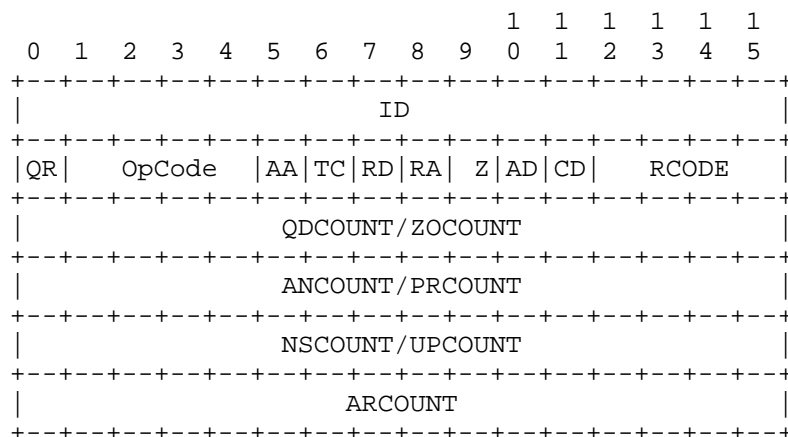 1  1  1  1  1  1
  0  1  2  3  4  5  6  7  8  9  0  1  2  3  4  5
+--+--+--+--+--+--+--+--+--+--+--+--+--+--+--+--+
|                      ID                       |
+--+--+--+--+--+--+--+--+--+--+--+--+--+--+--+--+
|QR|   OpCode  |AA|TC|RD|RA| Z|AD|CD|   RCODE   |
+--+--+--+--+--+--+--+--+--+--+--+--+--+--+--+--+
|                QDCOUNT/ZOCOUNT                |
+--+--+--+--+--+--+--+--+--+--+--+--+--+--+--+--+
|                ANCOUNT/PRCOUNT                |
+--+--+--+--+--+--+--+--+--+--+--+--+--+--+--+--+
|                NSCOUNT/UPCOUNT                |
+--+--+--+--+--+--+--+--+--+--+--+--+--+--+--+--+
|                    ARCOUNT                    |
+--+--+--+--+--+--+--+--+--+--+--+--+--+--+--+--+